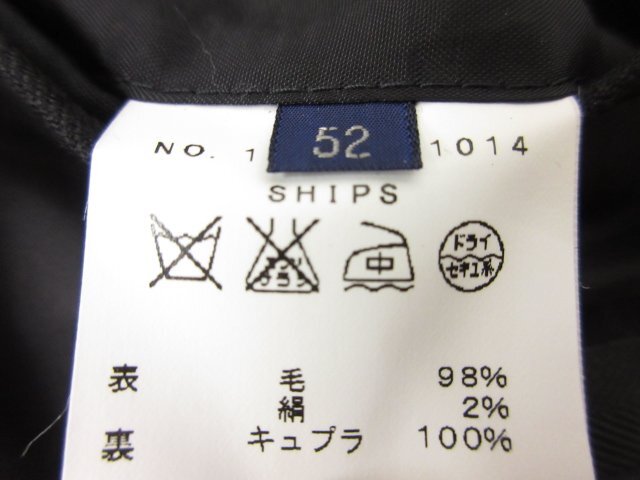 52
NO. 1 1014
SHIPS
中
ドライ
セキユ系
表 毛 98%
絹 2%
裏 キュプラ 100%